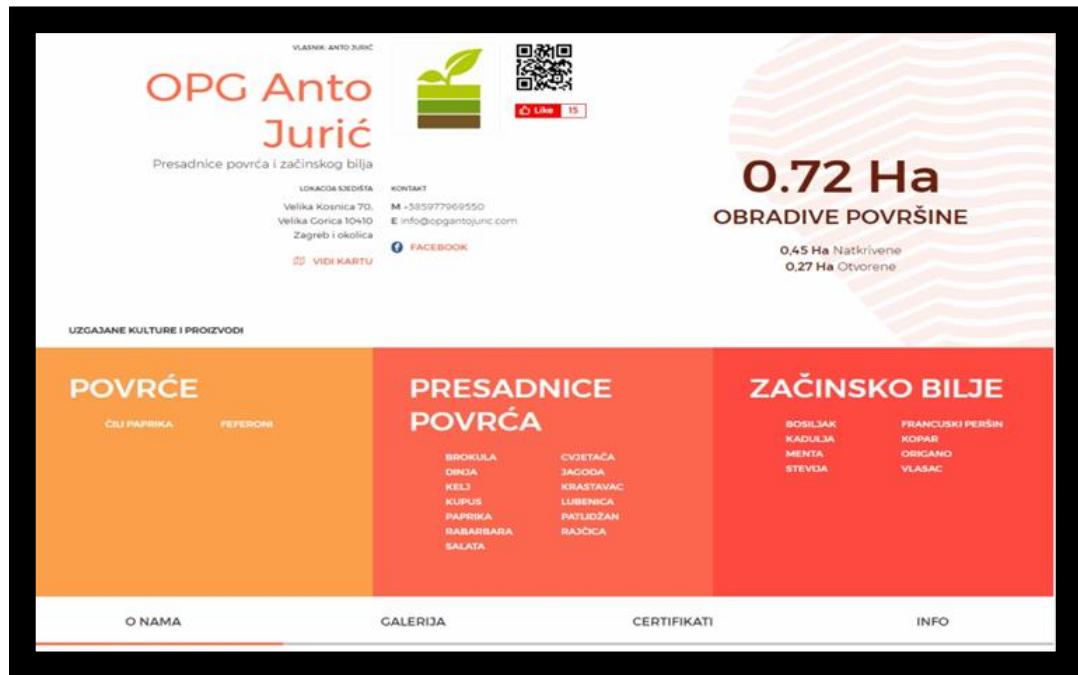 VLASNIK: ANTO JURIĆ
OPG Anto
Jurić
Presadnice povrća i začinskog bilja
LOKACIJA SJEDIŠTA
Velika Kosnica 70.
Velika Gorica 10410
Zagreb i okolica
VIDI KARTU
KONTAKT
M +385977969550
E info@opgantojuric.com
FACEBOOK
Like 15
0.72 Ha
OBRADIVE POVRŠINE
0,45 Ha Natkrivene
0,27 Ha Otvorene
UZGAJANE KULTURE I PROIZVODI
POVRĆE
ČILI PAPRIKA
FEFERONI
PRESADNICE
POVRĆA
BROKULA
DINJA
KELJ
KUPUS
PAPRIKA
RABARBARA
SALATA
CVJETAČA
JAGODA
KRASTAVAC
LUBENICA
PATLIDŽAN
RAJČICA
ZAČINSKO BILJE
BOSILJAK
KADULJA
MENTA
STEVIJA
FRANCUSKI PERŠIN
KOPAR
ORIGANO
VLASAC
O NAMA
GALERIJA
CERTIFIKATI
INFO